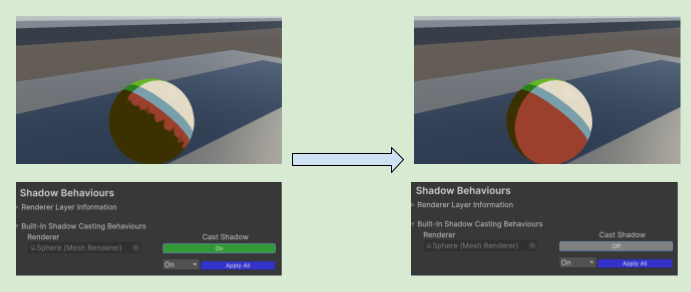 Shadow Behaviours
Renderer Layer Information
Built-In Shadow Casting Behaviours
Renderer Cast Shadow
Sphere (Mesh Renderer) On
On Apply All
Shadow Behaviours
Renderer Layer Information
Built-In Shadow Casting Behaviours
Renderer Cast Shadow
Sphere (Mesh Renderer) Off
On Apply All